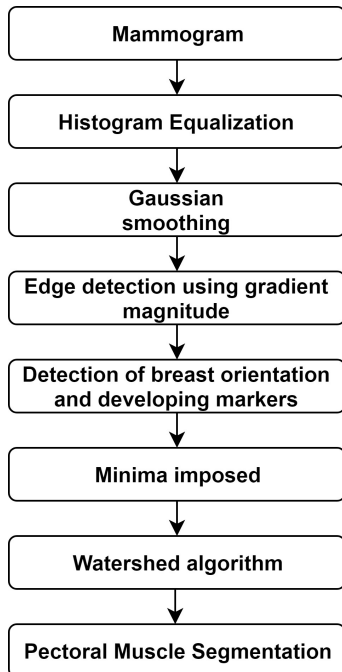 Mammogram
Histogram Equalization
Gaussian
smoothing
Edge detection using gradient
magnitude
Detection of breast orientation
and developing markers
Minima imposed
Watershed algorithm
Pectoral Muscle Segmentation